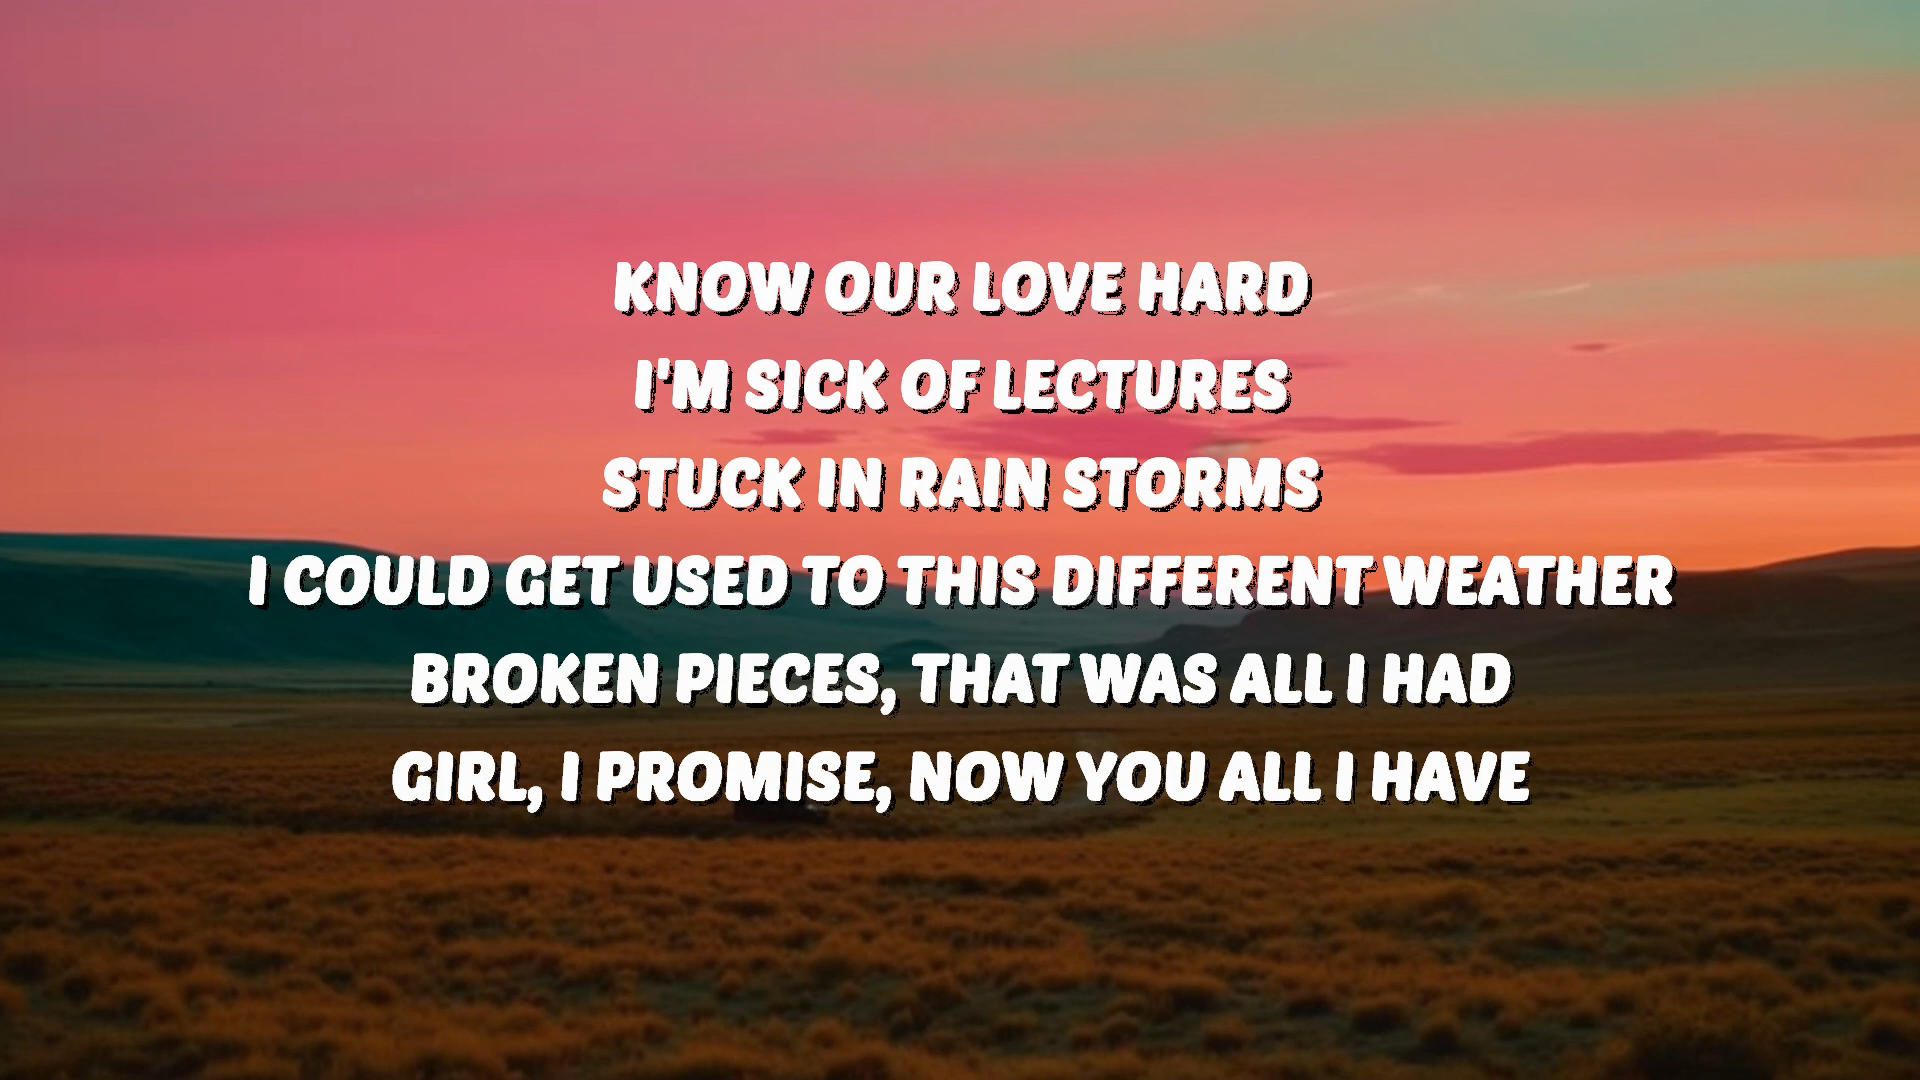 KNOW OUR LOVE HARD
I'M SICK OF LECTURES
STUCK IN RAIN STORMS
I COULD GET USED TO THIS DIFFERENT WEATHER
BROKEN PIECES, THAT WAS ALL I HAD
GIRL, I PROMISE, NOW YOU ALL I HAVE